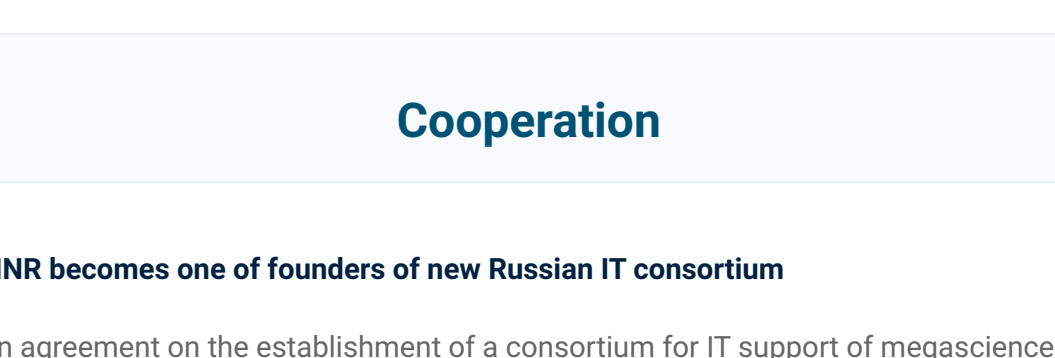 Cooperation
INR becomes one of founders of new Russian IT consortium
n agreement on the establishment of a consortium for IT support of megascience